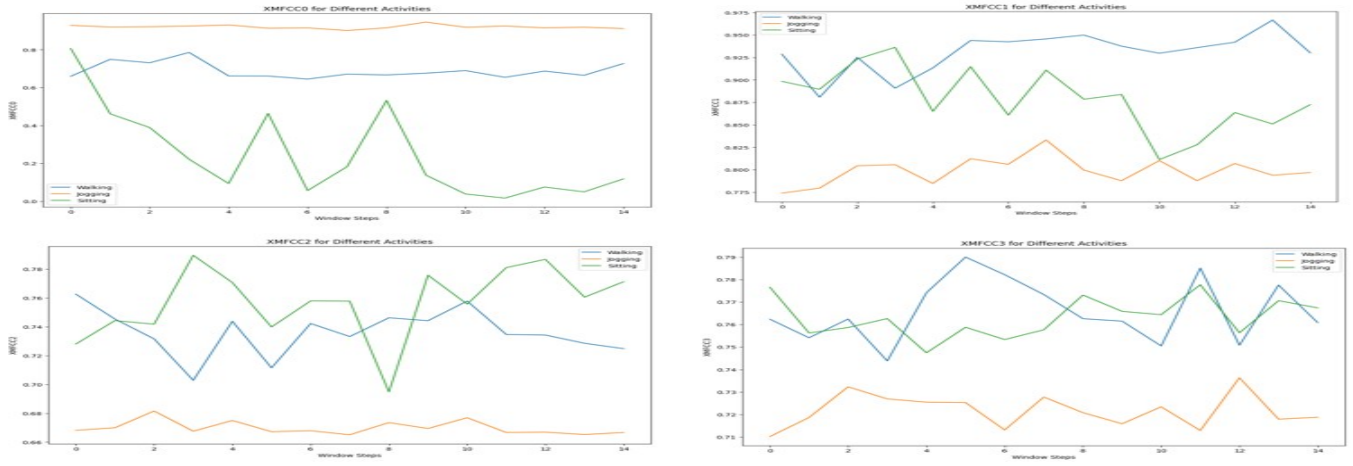 XMFCC0 for Different Activities
XMFCC0
0.8
0.6
0.4
0.2
0.0
Walking
Jogging
Sitting
0 2 4 6 8 10 12 14
Window Steps
XMFCC1 for Different Activities
XMFCC1
0.975
0.950
0.925
0.900
0.875
0.850
0.825
0.800
0.775
Walking
Jogging
Sitting
0 2 4 6 8 10 12 14
Window Steps
XMFCC2 for Different Activities
XMFCC2
0.78
0.76
0.74
0.72
0.70
0.68
0.66
Walking
Jogging
Sitting
0 2 4 6 8 10 12 14
Window Steps
XMFCC3 for Different Activities
XMFCC3
0.79
0.78
0.77
0.76
0.75
0.74
0.73
0.72
0.71
Walking
Jogging
Sitting
0 2 4 6 8 10 12 14
Window Steps